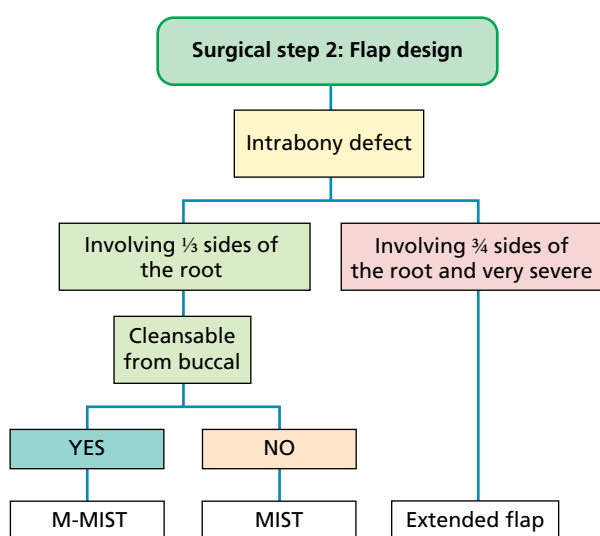 Surgical step 2: Flap design
Intrabony defect
Involving ⅓ sides of
the root
Involving ¾ sides of
the root and very severe
Cleansable
from buccal
YES
NO
M-MIST
MIST
Extended flap